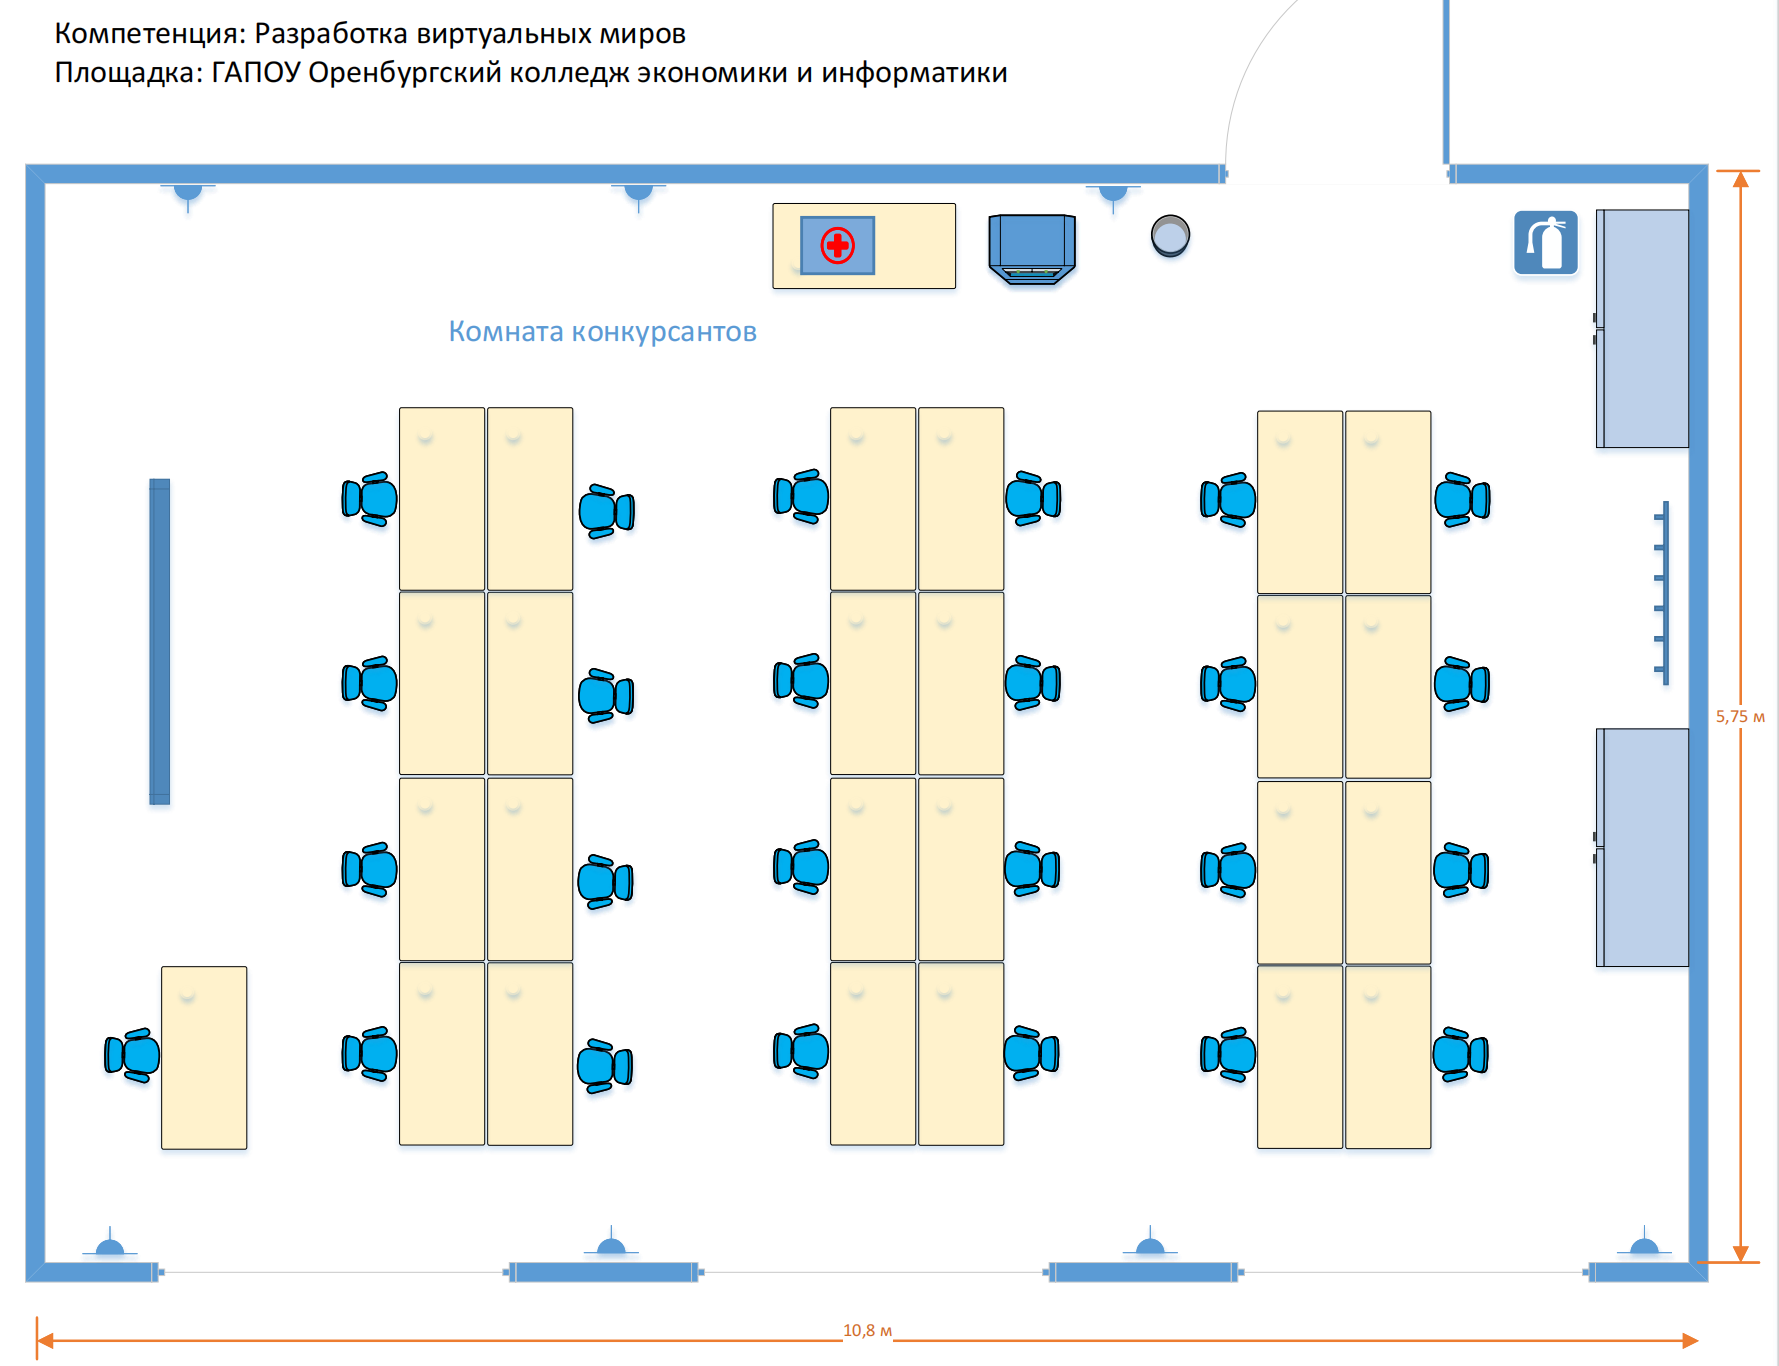 Компетенция: Разработка виртуальных миров
Площадка: ГАПОУ Оренбургский колледж экономики и информатики
Комната конкурсантов
5,75 м
10,8 м